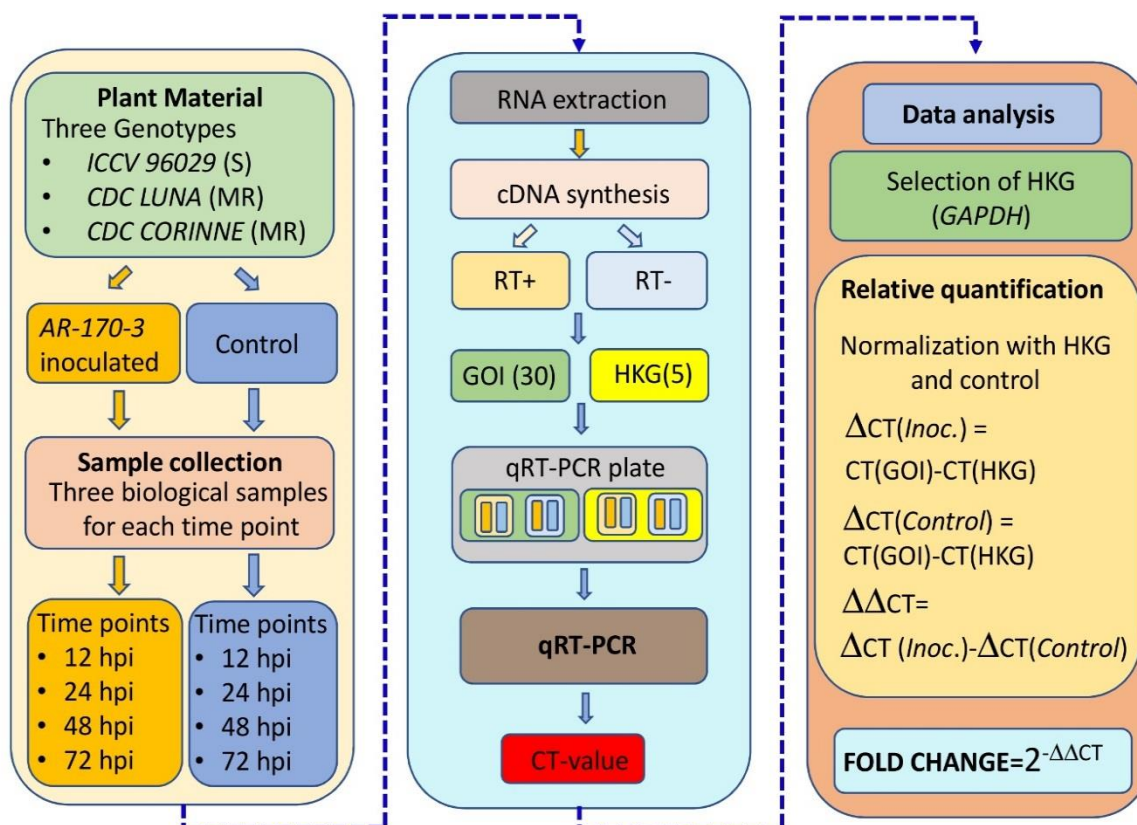 Plant Material
Three Genotypes
• ICCV 96029 (S)
• CDC LUNA (MR)
• CDC CORINNE (MR)
AR-170-3
inoculated
Control
Sample collection
Three biological samples
for each time point
Time points
• 12 hpi
• 24 hpi
• 48 hpi
• 72 hpi
Time points
• 12 hpi
• 24 hpi
• 48 hpi
• 72 hpi
RNA extraction
cDNA synthesis
RT+
RT-
GOI (30)
HKG(5)
qRT-PCR plate
qRT-PCR
CT-value
Data analysis
Selection of HKG
(GAPDH)
Relative quantification
Normalization with HKG
and control
ΔCT(Inoc.) =
CT(GOI)-CT(HKG)
ΔCT(Control) =
CT(GOI)-CT(HKG)
ΔΔCT=
ΔCT (Inoc.)-ΔCT(Control)
FOLD CHANGE=2^-ΔΔCT